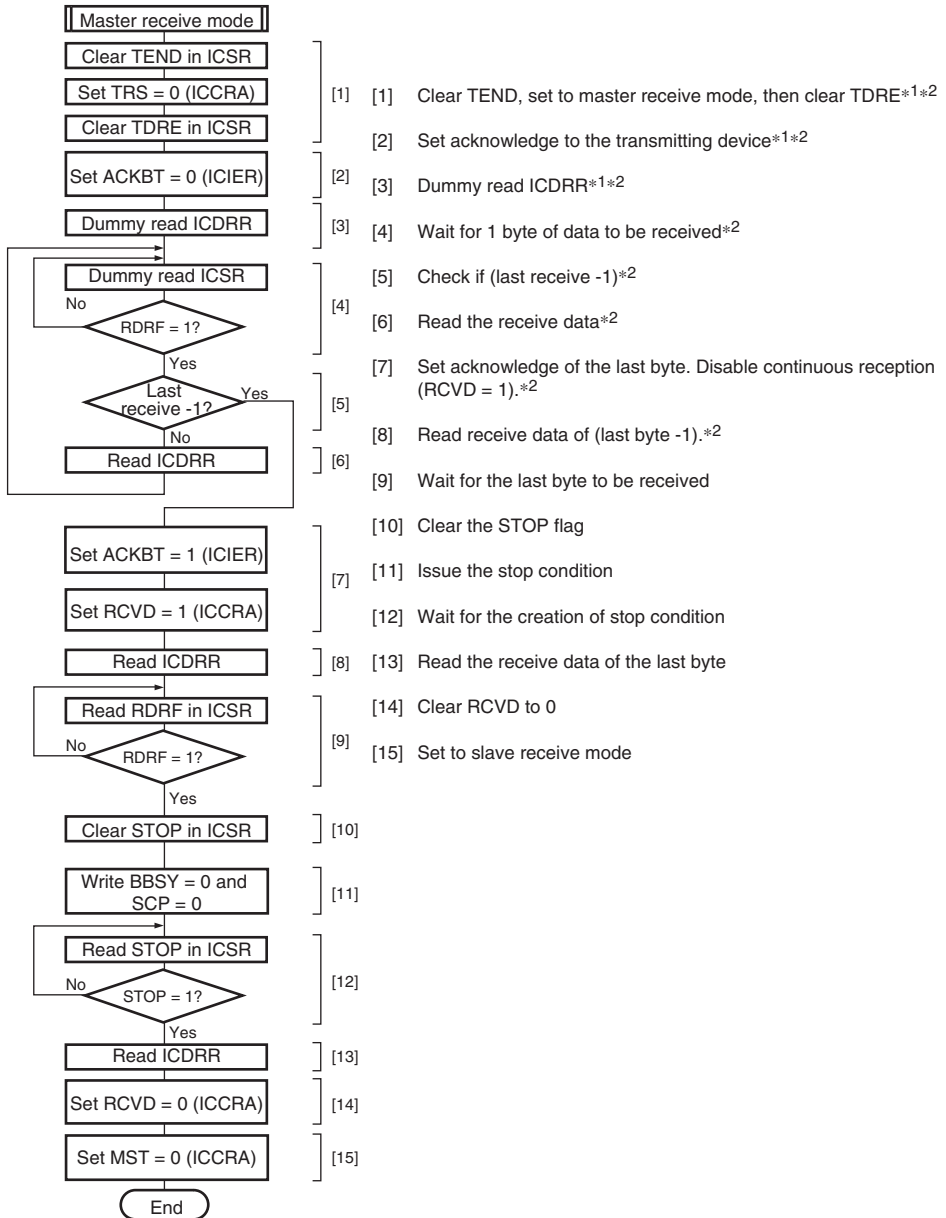 Master receive mode
Clear TEND in ICSR
Set TRS = 0 (ICCRA)
Clear TDRE in ICSR
[1]
Set ACKBT = 0 (ICIER)
[2]
Dummy read ICDRR
[3]
Dummy read ICSR
No
RDRF = 1?
[4]
Yes
Last
receive -1?
Yes
[5]
No
Read ICDRR
[6]
Set ACKBT = 1 (ICIER)
Set RCVD = 1 (ICCRA)
[7]
Read ICDRR
[8]
Read RDRF in ICSR
No
RDRF = 1?
[9]
Yes
Clear STOP in ICSR
[10]
Write BBSY = 0 and
SCP = 0
[11]
Read STOP in ICSR
No
STOP = 1?
[12]
Yes
Read ICDRR
[13]
Set RCVD = 0 (ICCRA)
[14]
Set MST = 0 (ICCRA)
[15]
End
[1] Clear TEND, set to master receive mode, then clear TDRE*1*2
[2] Set acknowledge to the transmitting device*1*2
[3] Dummy read ICDRR*1*2
[4] Wait for 1 byte of data to be received*2
[5] Check if (last receive -1)*2
[6] Read the receive data*2
[7] Set acknowledge of the last byte. Disable continuous reception
(RCVD = 1).*2
[8] Read receive data of (last byte -1).*2
[9] Wait for the last byte to be received
[10] Clear the STOP flag
[11] Issue the stop condition
[12] Wait for the creation of stop condition
[13] Read the receive data of the last byte
[14] Clear RCVD to 0
[15] Set to slave receive mode